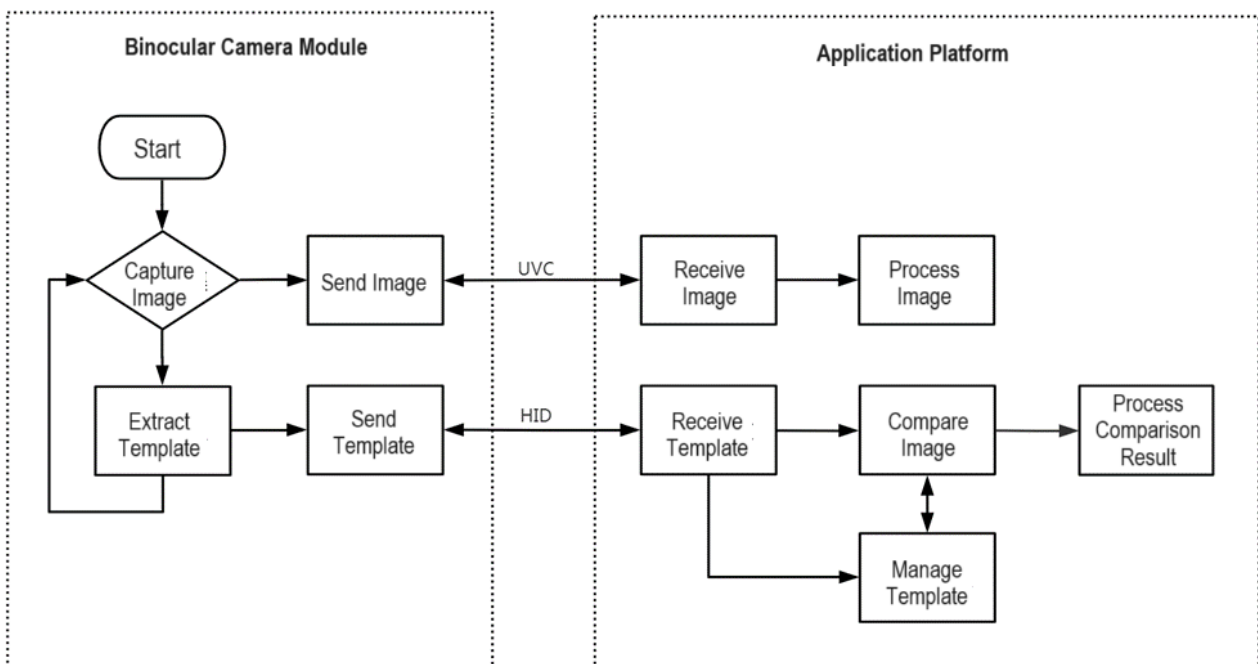 Binocular Camera Module
Application Platform
Start
Capture
Image
Send Image
UVC
Receive
Image
Process
Image
Extract
Template
Send
Template
HID
Receive
Template
Compare
Image
Process
Comparison
Result
Manage
Template